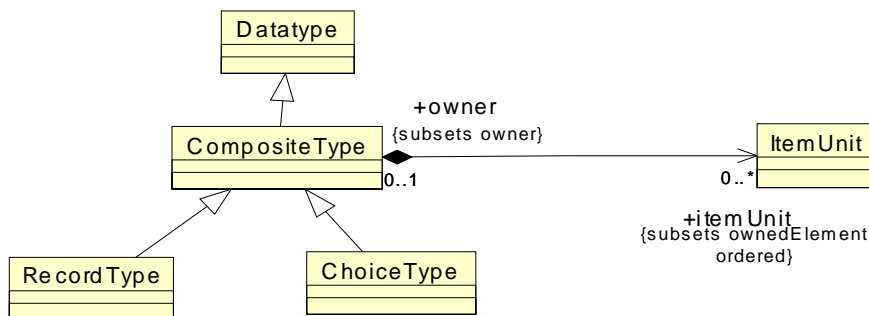 Datatype
+owner
{subsets owner}
CompositeType
ItemUnit
0..1
0..*
+itemUnit
{subsets ownedElement
ordered}
RecordType
ChoiceType